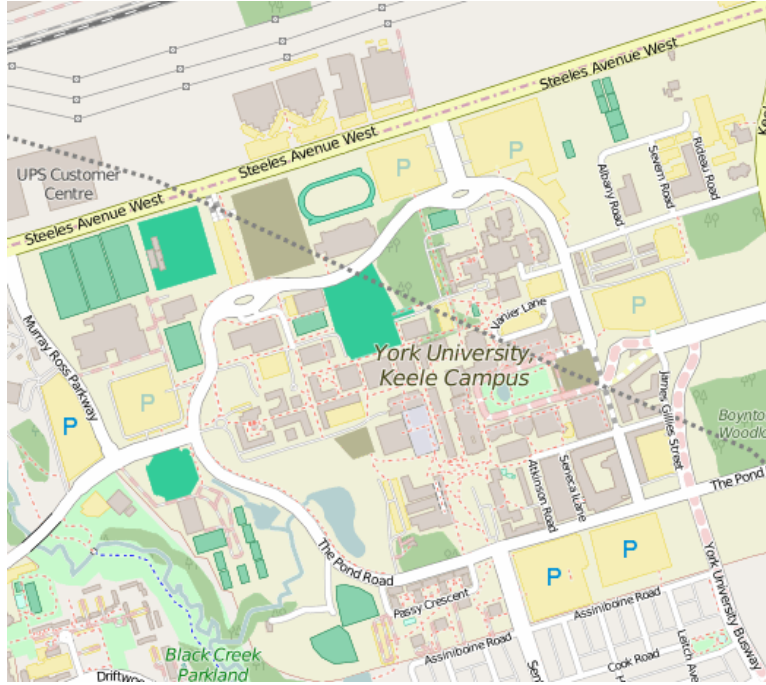 Steeles Avenue West
Keele
Steeles Avenue West
P
P
UPS Customer
Centre
Albany Road
Severn Road
Rideau Road
Steeles Avenue West
P
Vanier Lane
Murray Ross Parkway
York University,
Keele Campus
James Gillies Street
P
P
Boynton
Woodlot
Atkinson Road
Seneca Lane
The Pond
The Pond Road
P
P
York University Busway
Passy Crescent
Assiniboine Road
Assiniboine Road
Black Creek
Parkland
Cook Road
Leitch Ave
Driftwo
Sen